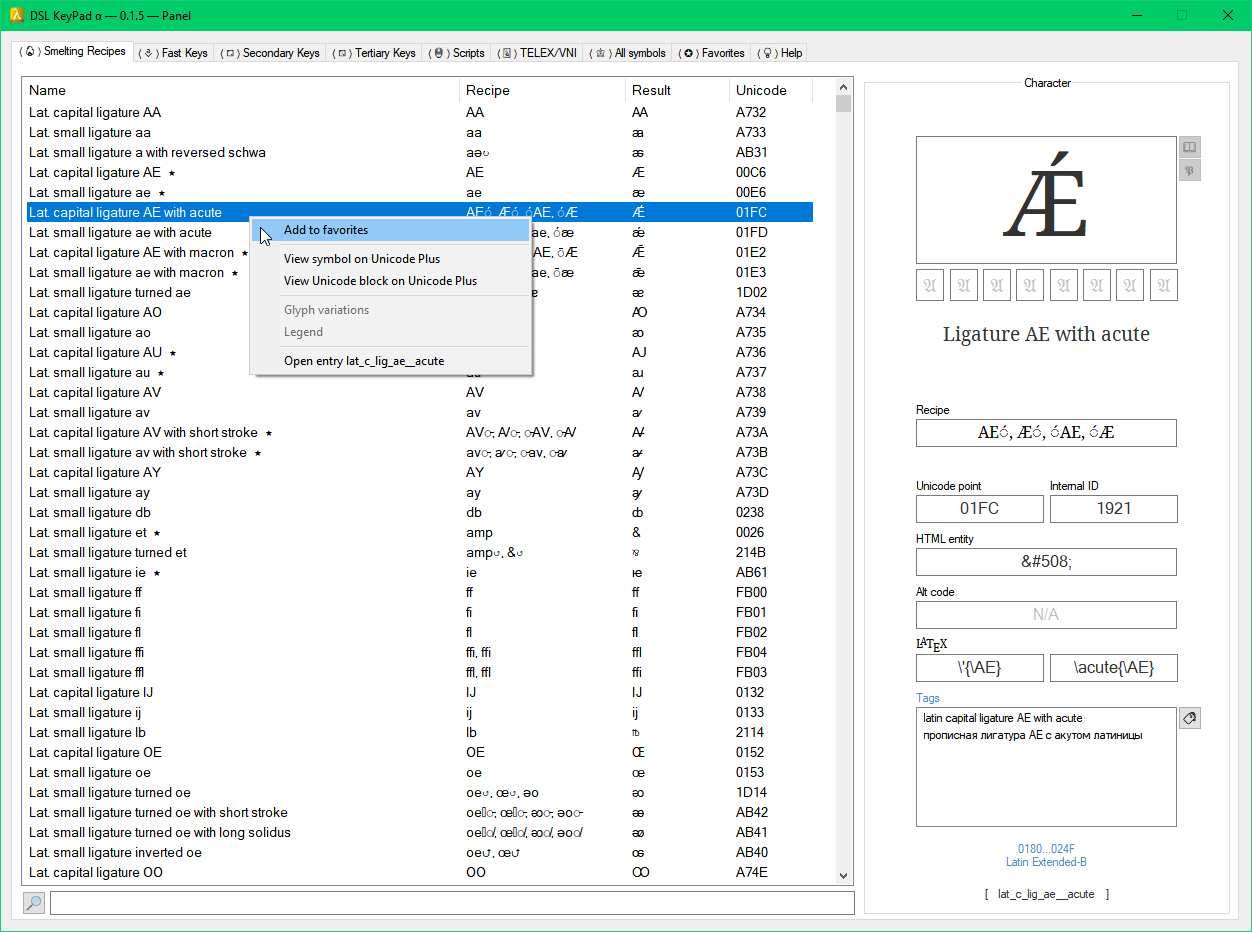 DSL KeyPad α — 0.1.5 — Panel
Smelting Recipes Fast Keys Secondary Keys Tertiary Keys Scripts TELEX/VNI All symbols Favorites Help
Name Recipe Result Unicode
Lat. capital ligature AA AA Ꜳ A732
Lat. small ligature aa aa ꜳ A733
Lat. small ligature a with reversed schwa aə ꬱ AB31
Lat. capital ligature AE ★ AE Æ 00C6
Lat. small ligature ae ★ ae æ 00E6
Lat. capital ligature AE with acute AE◌́, Æ◌́, ◌́AE, ◌́Æ Ǽ 01FC
Lat. small ligature ae with acute ae, ◌́æ ǽ 01FD
Lat. capital ligature AE with macron ★ AE, ◌̄Æ Ǣ 01E2
Lat. small ligature ae with macron ★ ae, ◌̄æ ǣ 01E3
Lat. small ligature turned ae ᴂ 1D02
Lat. capital ligature AO Ꜵ A734
Lat. small ligature ao ꜵ A735
Lat. capital ligature AU ★ Ꜷ A736
Lat. small ligature au ★ au ꜷ A737
Lat. capital ligature AV AV Ꜹ A738
Lat. small ligature av av ꜹ A739
Lat. capital ligature AV with short stroke ★ AV◌̵, Ꜹ◌̵, ◌̵AV, ◌̵Ꜹ Ꜻ A73A
Lat. small ligature av with short stroke ★ av◌̵, ꜹ◌̵, ◌̵av, ◌̵ꜹ ꜻ A73B
Lat. capital ligature AY AY Ꜽ A73C
Lat. small ligature ay ay ꜽ A73D
Lat. small ligature db db ȸ 0238
Lat. small ligature et ★ amp & 0026
Lat. small ligature turned et amp↺, &↺ ⅋ 214B
Lat. small ligature ie ★ ie ꭡ AB61
Lat. small ligature ff ff ff FB00
Lat. small ligature fi fi fi FB01
Lat. small ligature fl fl fl FB02
Lat. small ligature ffi ffi, ffi ffl FB04
Lat. small ligature ffl ffl, ffl ffi FB03
Lat. capital ligature IJ IJ IJ 0132
Lat. small ligature ij ij ij 0133
Lat. small ligature lb lb ℔ 2114
Lat. capital ligature OE OE Œ 0152
Lat. small ligature oe oe œ 0153
Lat. small ligature turned oe oe↺, œ↺, əo ᴔ 1D14
Lat. small ligature turned oe with short stroke ꭂ AB42
Lat. small ligature turned oe with long solidus ꭁ AB41
Lat. small ligature inverted oe oe, œ ꭀ AB40
Lat. capital ligature OO OO Ꝏ A74E
Add to favorites
View symbol on Unicode Plus
View Unicode block on Unicode Plus
Glyph variations
Legend
Open entry lat_c_lig_ae__acute
Character
Ǽ
𝔄 𝔄 𝔄 𝔄 𝔄 𝔄 𝔄 𝔄
Ligature AE with acute
Recipe
AE◌́, Æ◌́, ◌́AE, ◌́Æ
Unicode point Internal ID
01FC 1921
HTML entity
&#508;
Alt code
N/A
LATEX
\'{\AE} \acute{\AE}
Tags
latin capital ligature AE with acute
прописная лигатура AE с акутом латиницы
0180...024F
Latin Extended-B
[ lat_c_lig_ae__acute ]